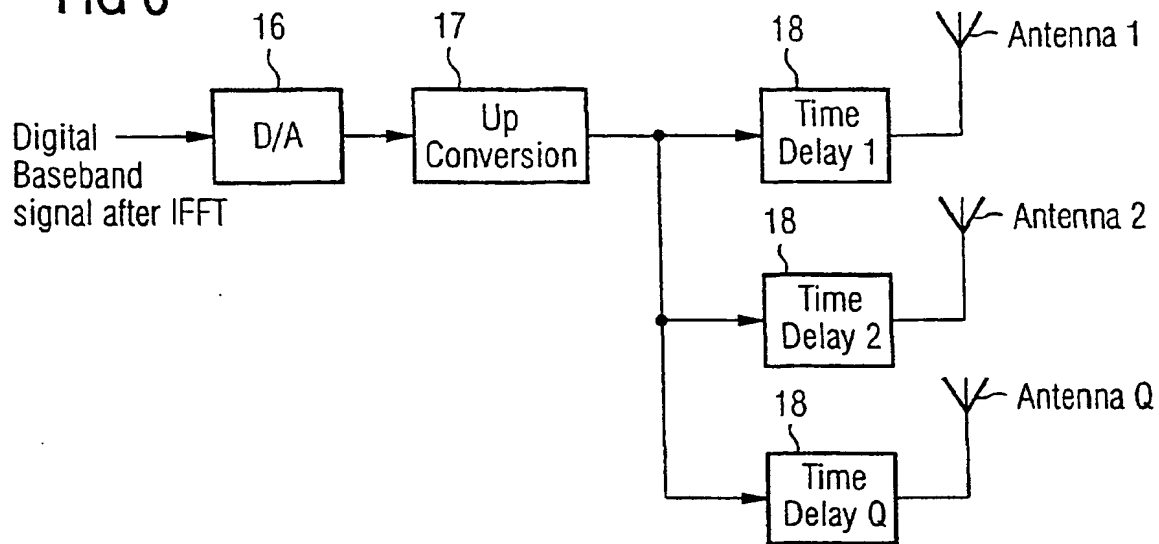 16
17
18
Antenna 1
Digital
Baseband
signal after IFFT
D/A
Up
Conversion
Time
Delay 1
18
Antenna 2
Time
Delay 2
18
Antenna Q
Time
Delay Q